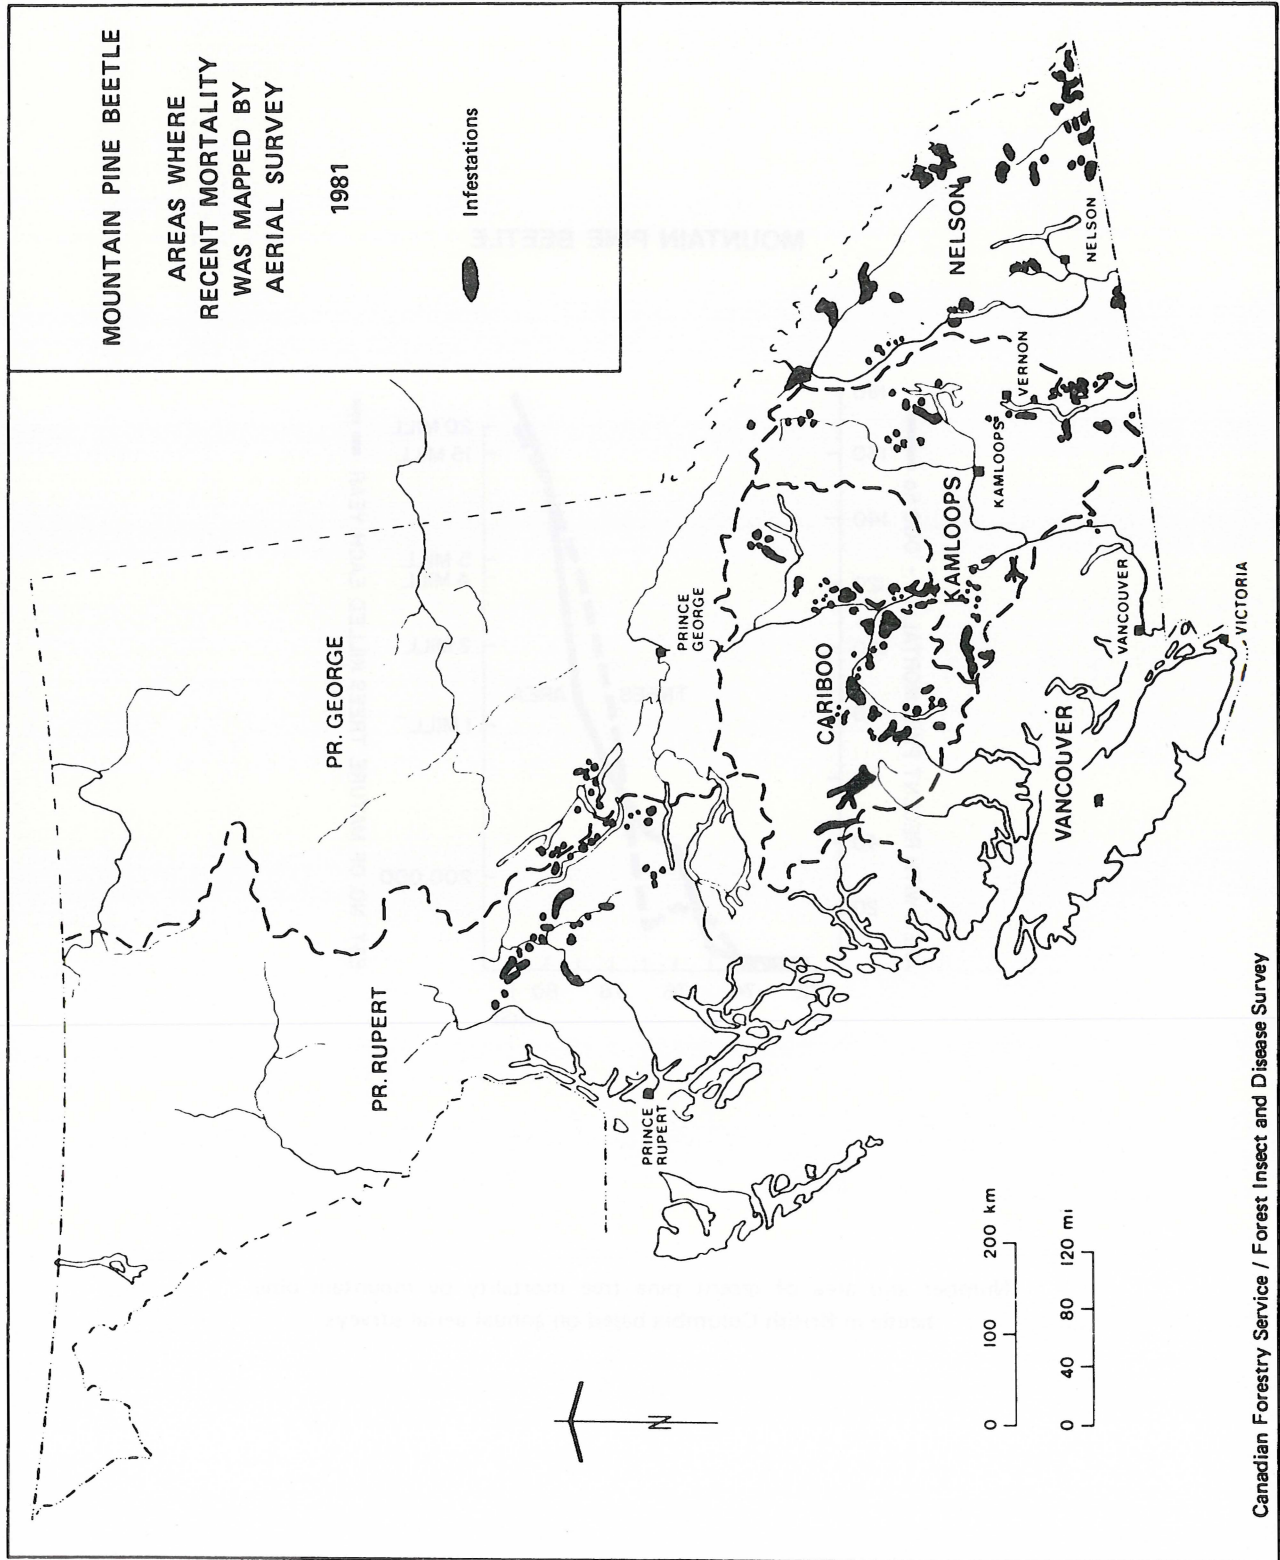 MOUNTAIN PINE BEETLE
AREAS WHERE
RECENT MORTALITY
WAS MAPPED BY
AERIAL SURVEY
1981
Infestations
PR. GEORGE
PR. RUPERT
PRINCE
GEORGE
PRINCE
RUPERT
CARIBOO
KAMLOOPS
KAMLOOPS
NELSON
NELSON
VERNON
VANCOUVER
VANCOUVER
VICTORIA
N
0 100 200 km
0 40 80 120 mi
Canadian Forestry Service / Forest Insect and Disease Survey